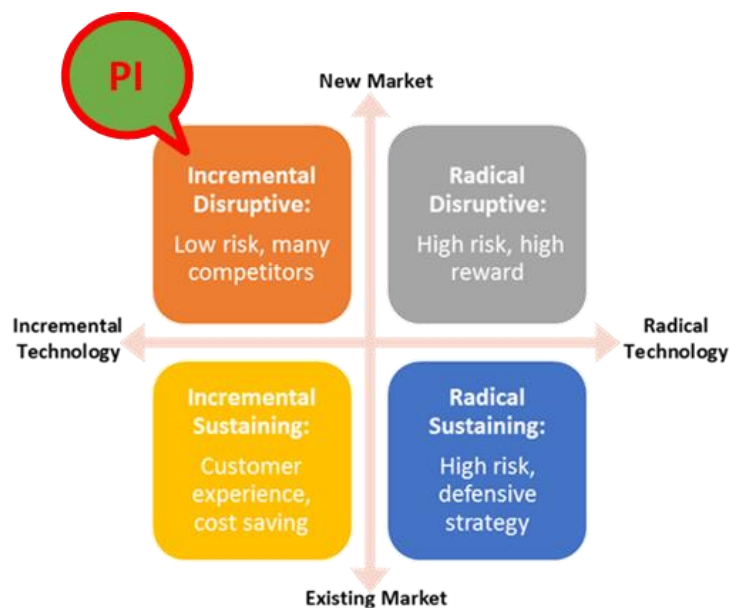 PI
New Market
Incremental
Disruptive:
Low risk, many
competitors
Radical
Disruptive:
High risk, high
reward
Incremental
Technology
Radical
Technology
Incremental
Sustaining:
Customer
experience,
cost saving
Radical
Sustaining:
High risk,
defensive
strategy
Existing Market